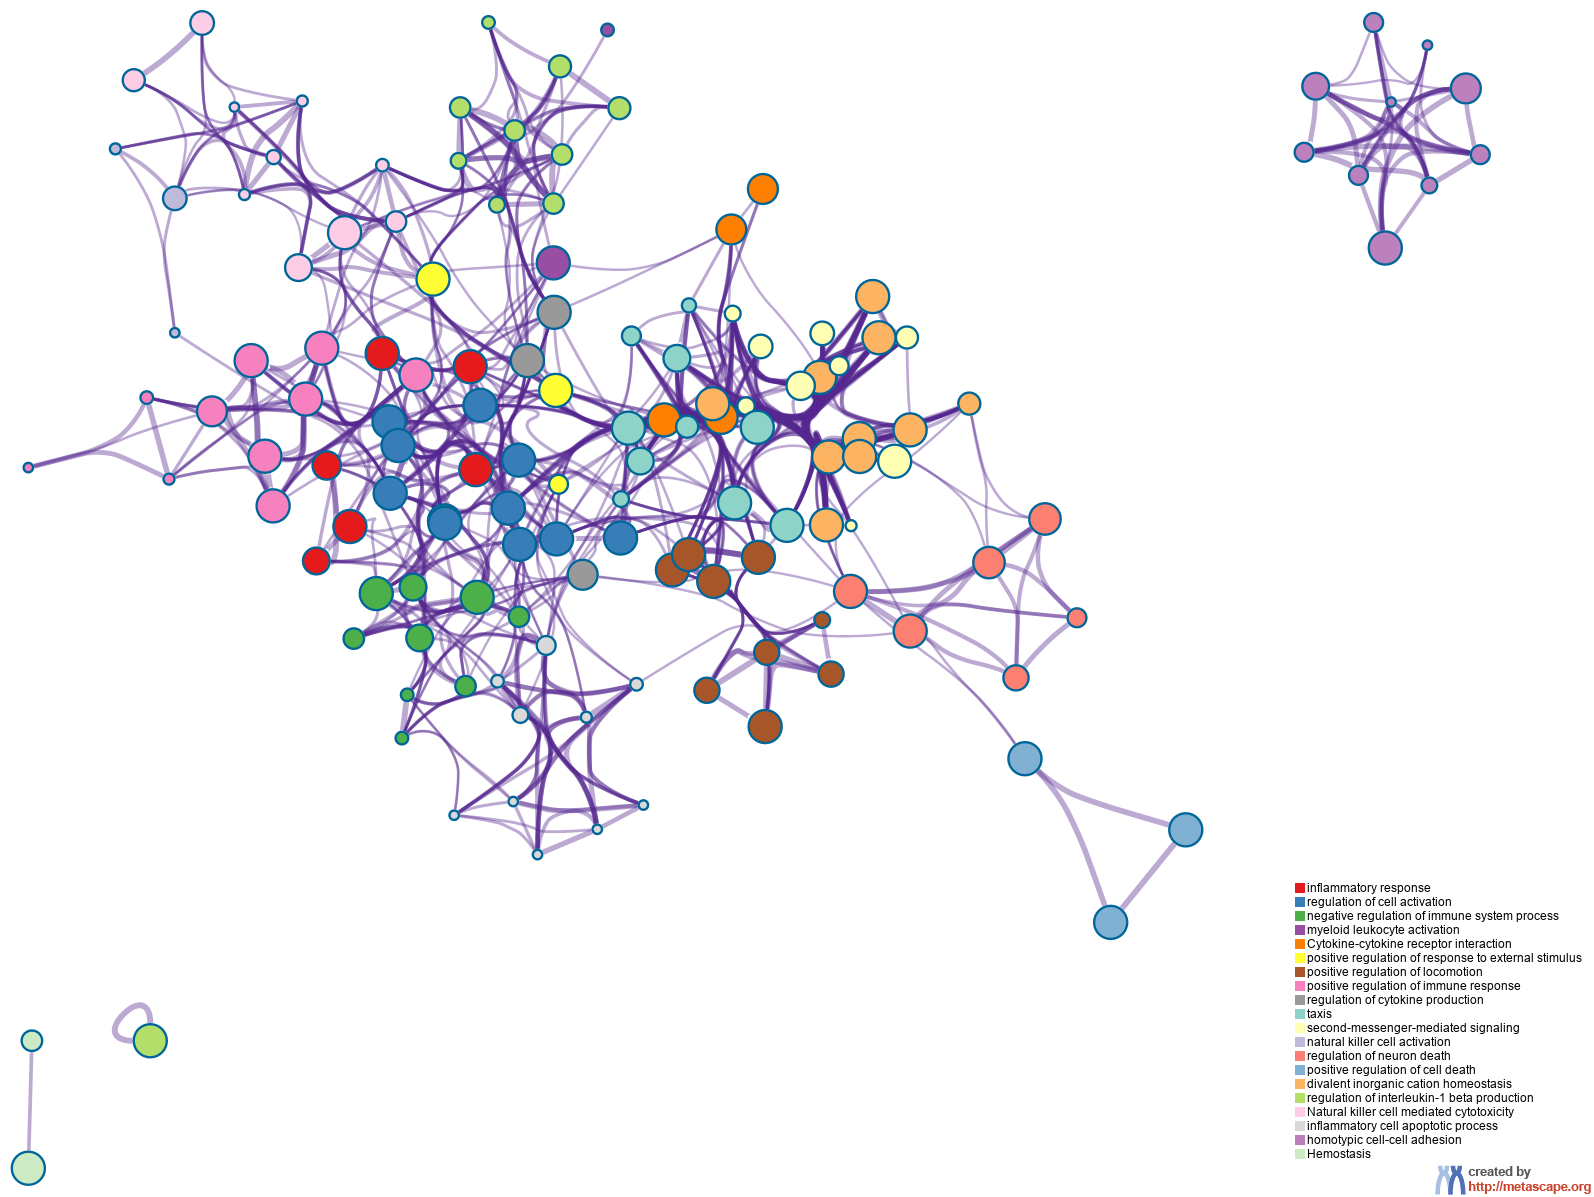 inflammatory response
regulation of cell activation
negative regulation of immune system process
myeloid leukocyte activation
Cytokine-cytokine receptor interaction
positive regulation of response to external stimulus
positive regulation of locomotion
positive regulation of immune response
regulation of cytokine production
taxis
second-messenger-mediated signaling
natural killer cell activation
regulation of neuron death
positive regulation of cell death
divalent inorganic cation homeostasis
regulation of interleukin-1 beta production
Natural killer cell mediated cytotoxicity
inflammatory cell apoptotic process
homotypic cell-cell adhesion
Hemostasis
created by
http://metascape.org